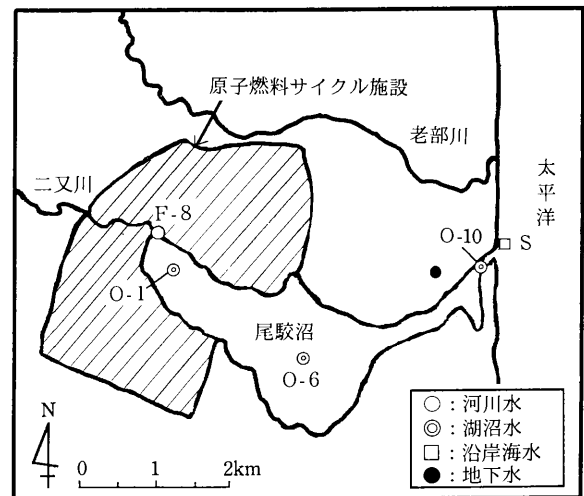 原子燃料サイクル施設
老部川
太平洋
二又川
F-8
O-10
S
O-1
尾駮沼
O-6
N
0 1 2km
○：河川水
◎：湖沼水
□：沿岸海水
●：地下水